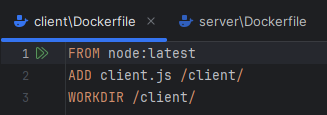 client\Dockerfile × server\Dockerfile
1 FROM node:latest
2 ADD client.js /client/
3 WORKDIR /client/